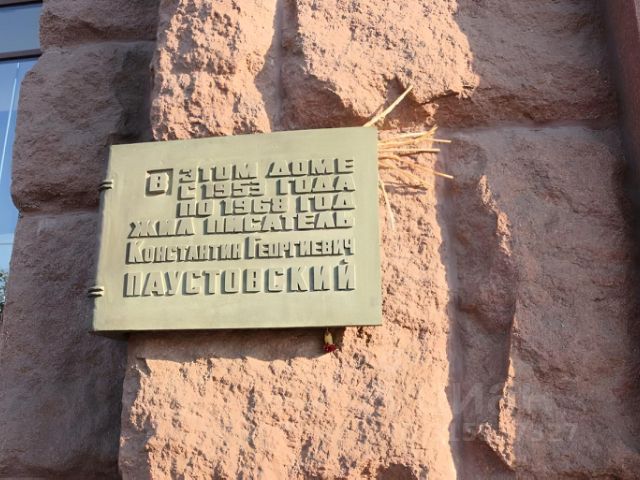 В ЭТОМ ДОМЕ
С 1953 ГОДА
ПО 1968 ГОД
ЖИЛ ПИСАТЕЛЬ
КОНСТАНТИН ГЕОРГИЕВИЧ
ПАУСТОВСКИЙ